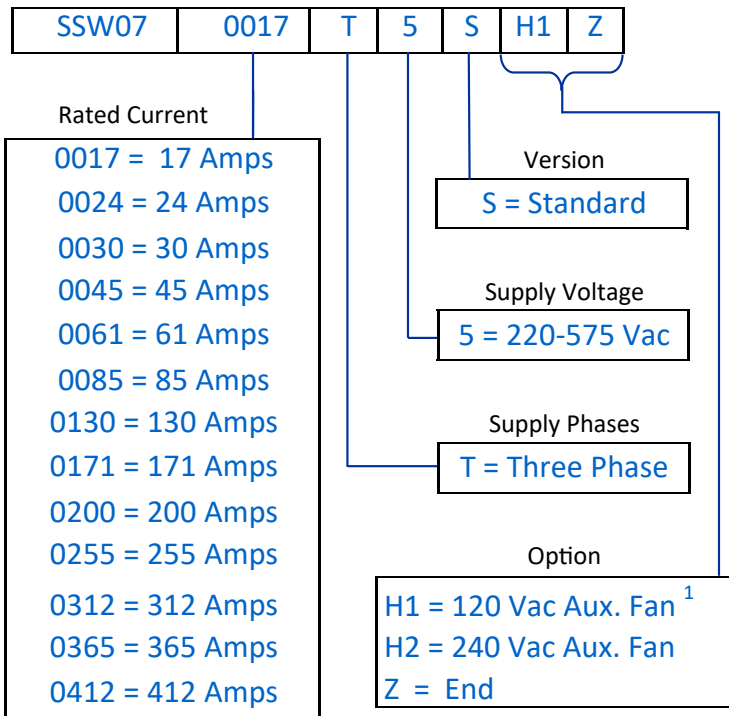 SSW07 0017 T 5 S H1 Z
Rated Current
0017 = 17 Amps
0024 = 24 Amps
0030 = 30 Amps
0045 = 45 Amps
0061 = 61 Amps
0085 = 85 Amps
0130 = 130 Amps
0171 = 171 Amps
0200 = 200 Amps
0255 = 255 Amps
0312 = 312 Amps
0365 = 365 Amps
0412 = 412 Amps
Version
S = Standard
Supply Voltage
5 = 220-575 Vac
Supply Phases
T = Three Phase
Option
H1 = 120 Vac Aux. Fan 1
H2 = 240 Vac Aux. Fan
Z = End